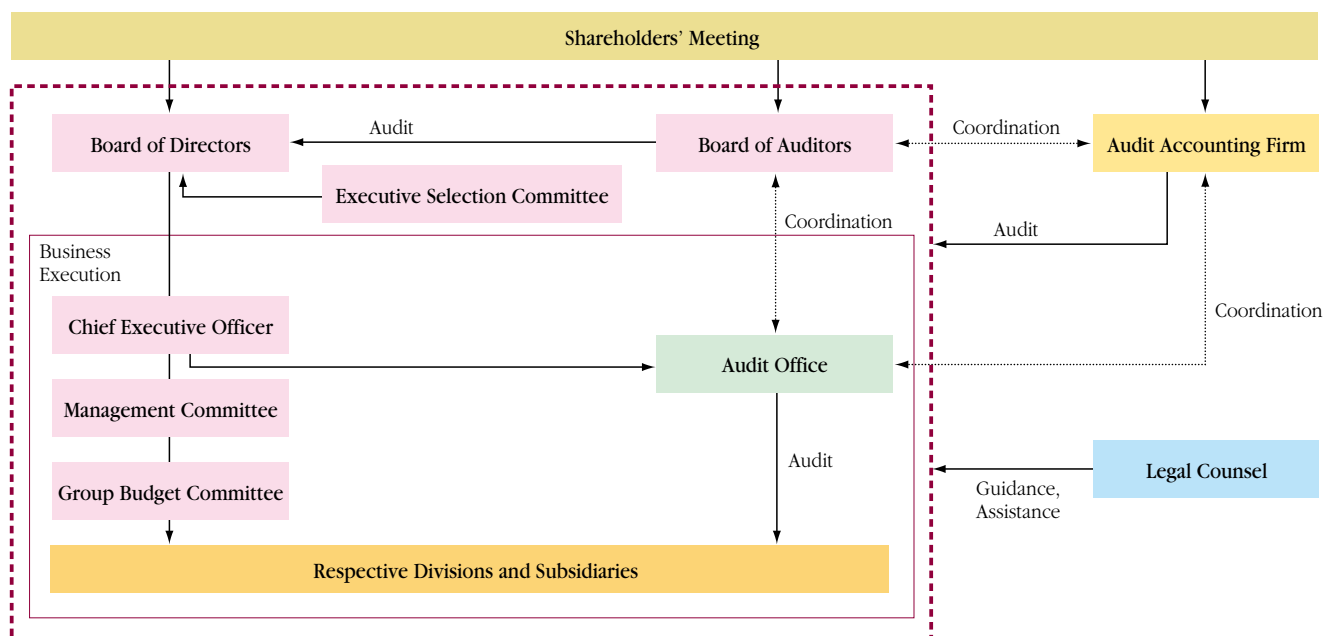 Shareholders’ Meeting
Board of Directors
Audit
Board of Auditors
Coordination
Audit Accounting Firm
Executive Selection Committee
Coordination
Audit
Business
Execution
Chief Executive Officer
Coordination
Audit Office
Management Committee
Audit
Legal Counsel
Group Budget Committee
Guidance,
Assistance
Respective Divisions and Subsidiaries